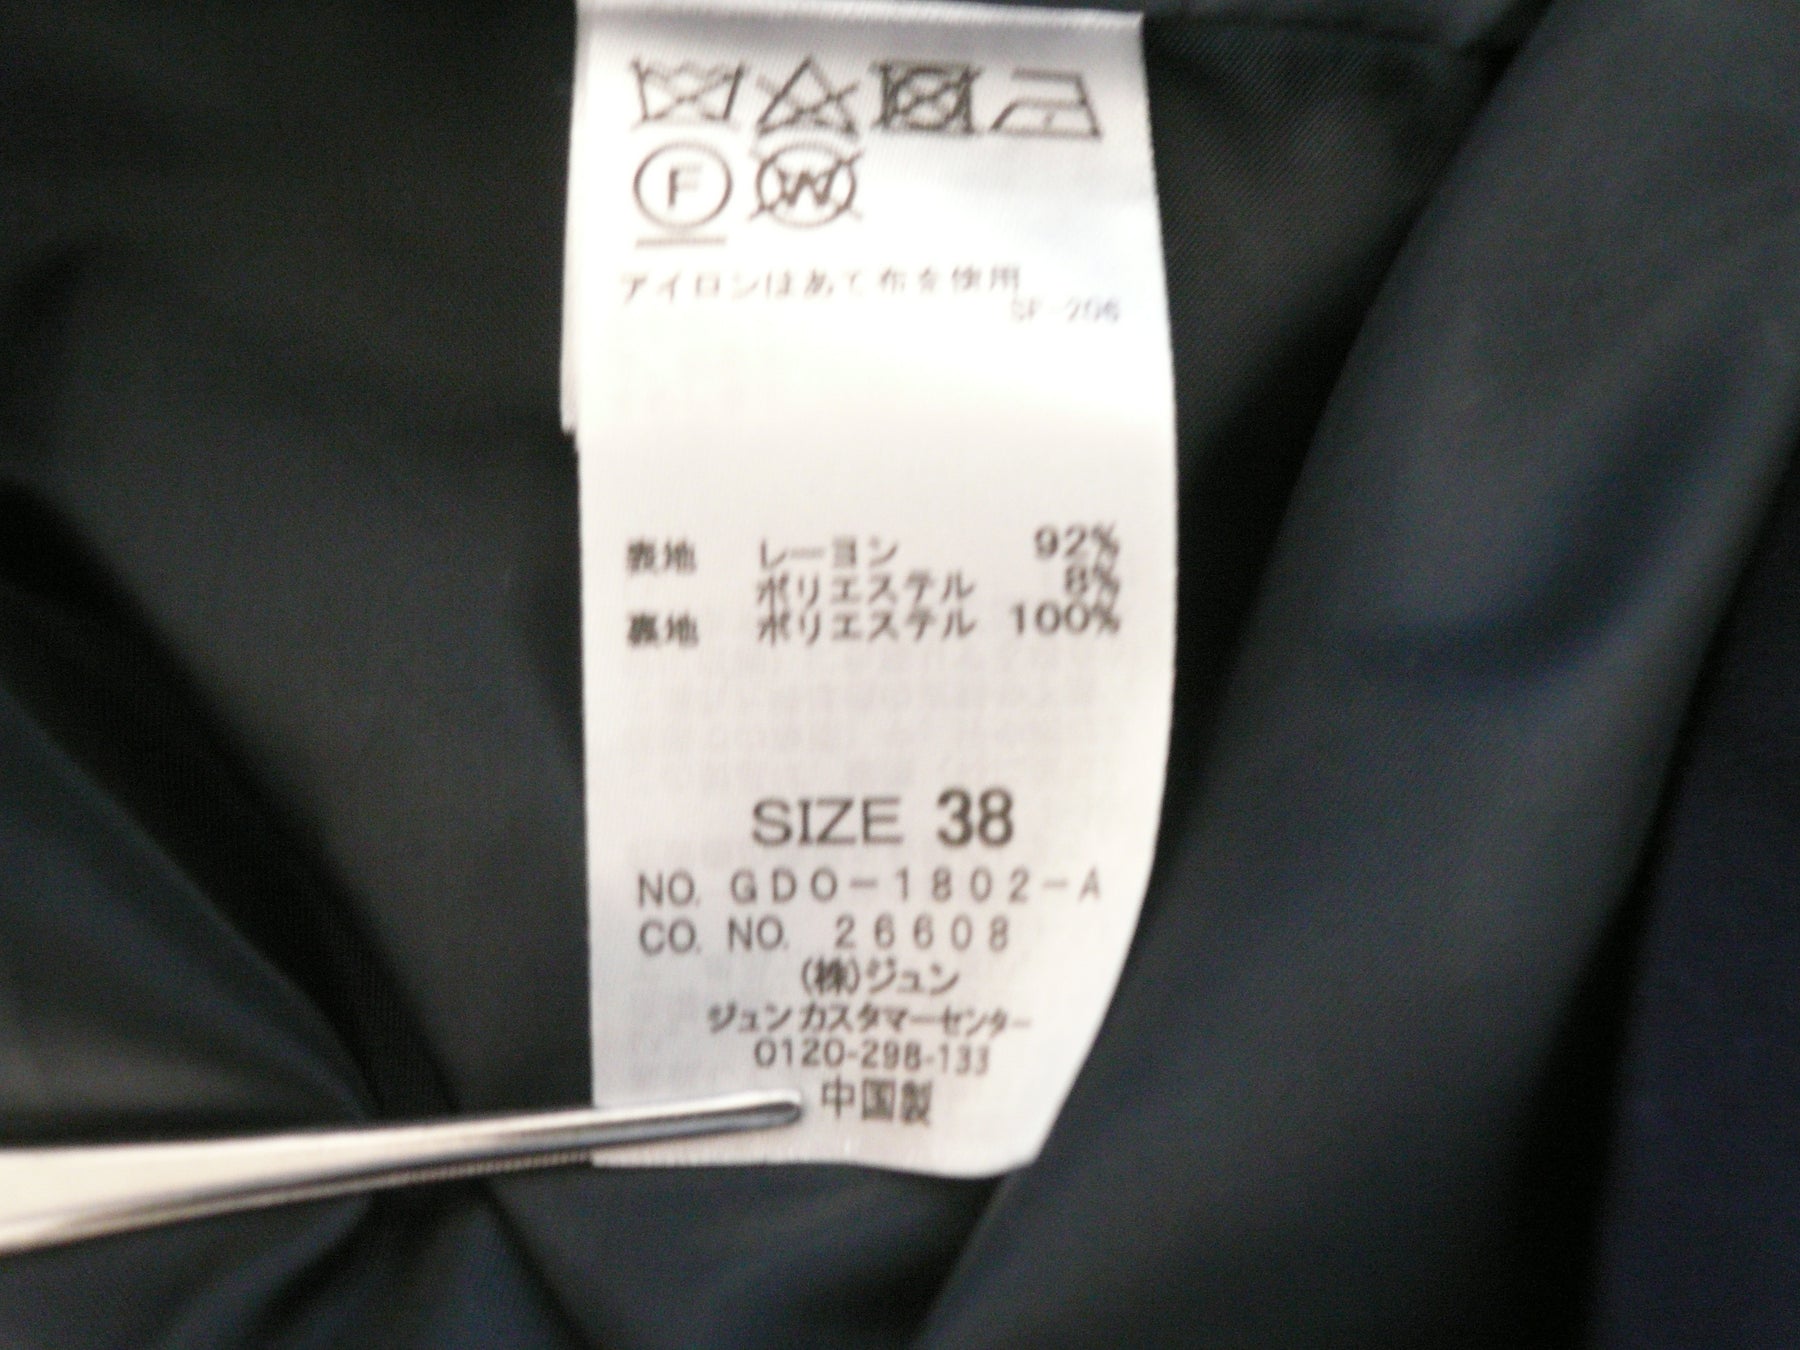 F W
アイロンはあて布を使用
SF-206
表地 レーヨン 92%
ポリエステル 8%
裏地 ポリエステル 100%
SIZE 38
NO. GDO-1802-A
CO. NO. 26608
(株)ジュン
ジュンカスタマーセンター
0120-298-133
中国製